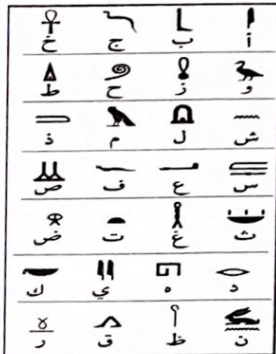 أ ب ج خ
و ز ح ط
ش ل م ذ
س ع ف ص
ث غ ت ض
د ه ي ك
ن ظ ق ر